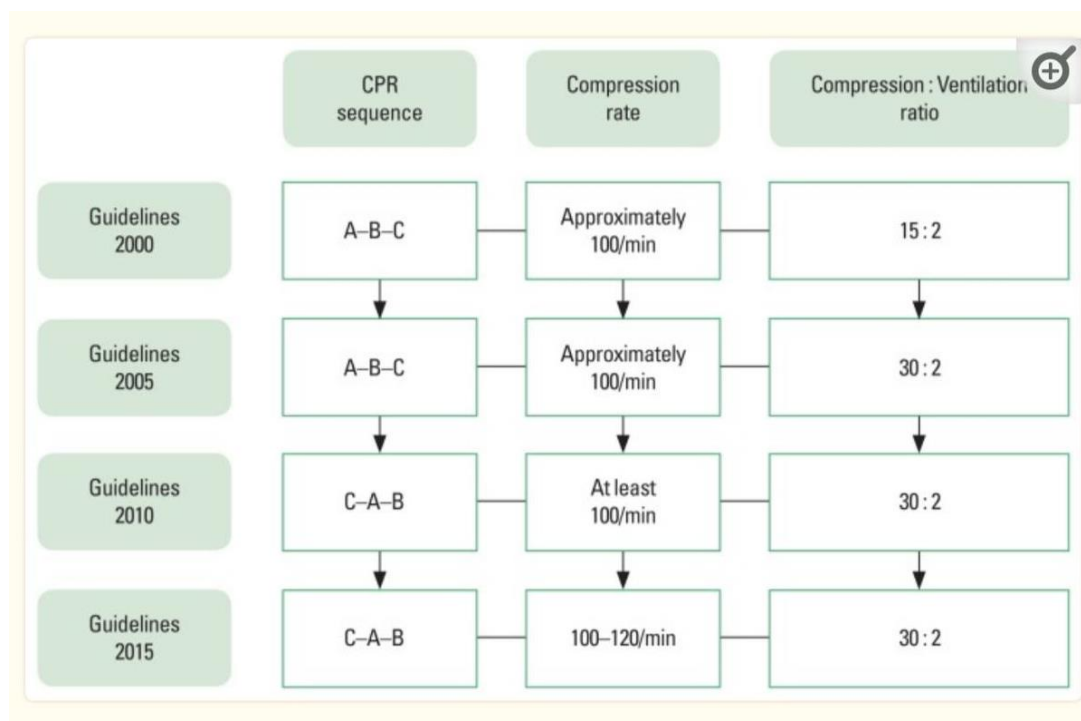 CPR
sequence
Compression
rate
Compression : Ventilation
ratio
Guidelines
2000
A–B–C
Approximately
100/min
15 : 2
Guidelines
2005
A–B–C
Approximately
100/min
30 : 2
Guidelines
2010
C–A–B
At least
100/min
30 : 2
Guidelines
2015
C–A–B
100–120/min
30 : 2